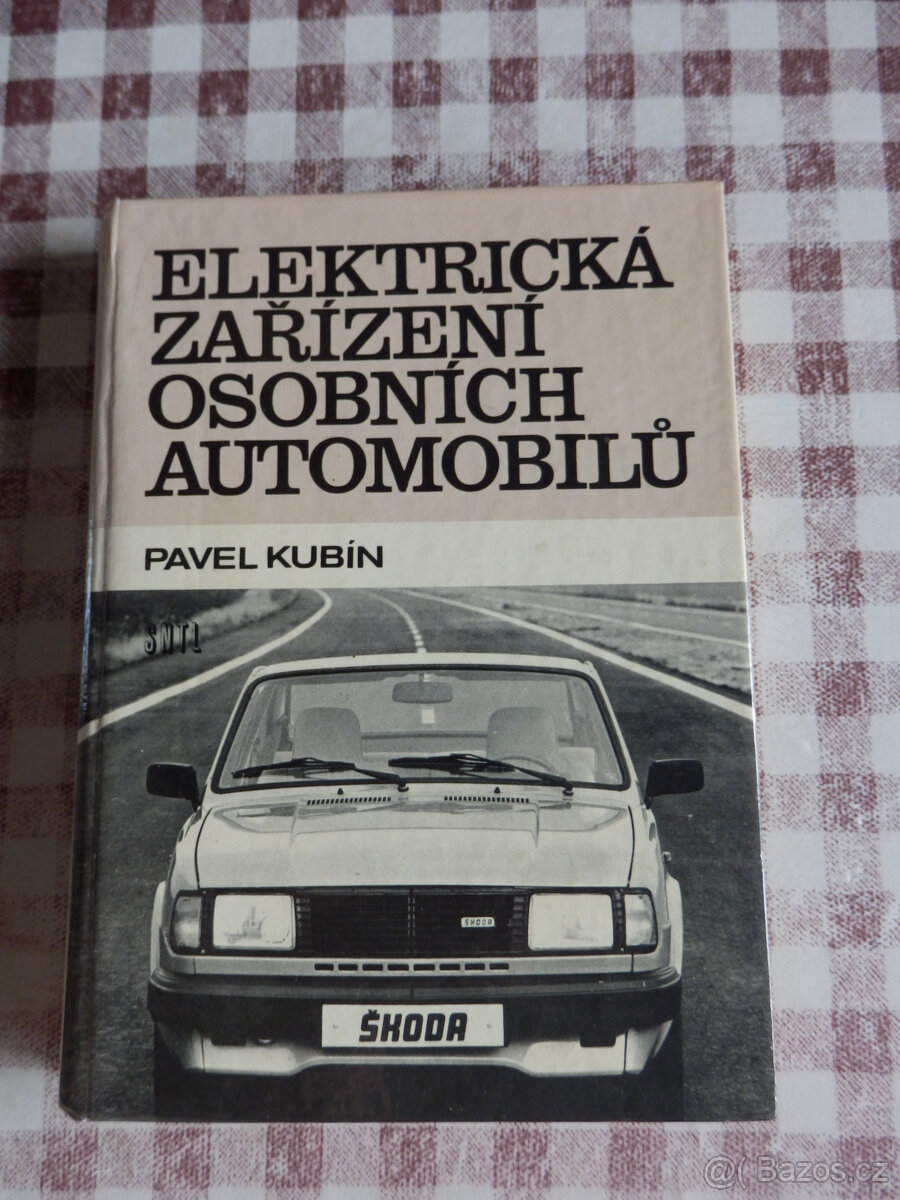 ELEKTRICKÁ
ZAŘÍZENÍ
OSOBNÍCH
AUTOMOBILŮ
PAVEL KUBÍN
SNTL
ŠKODA
ŠKODA
@( Bazos.cz